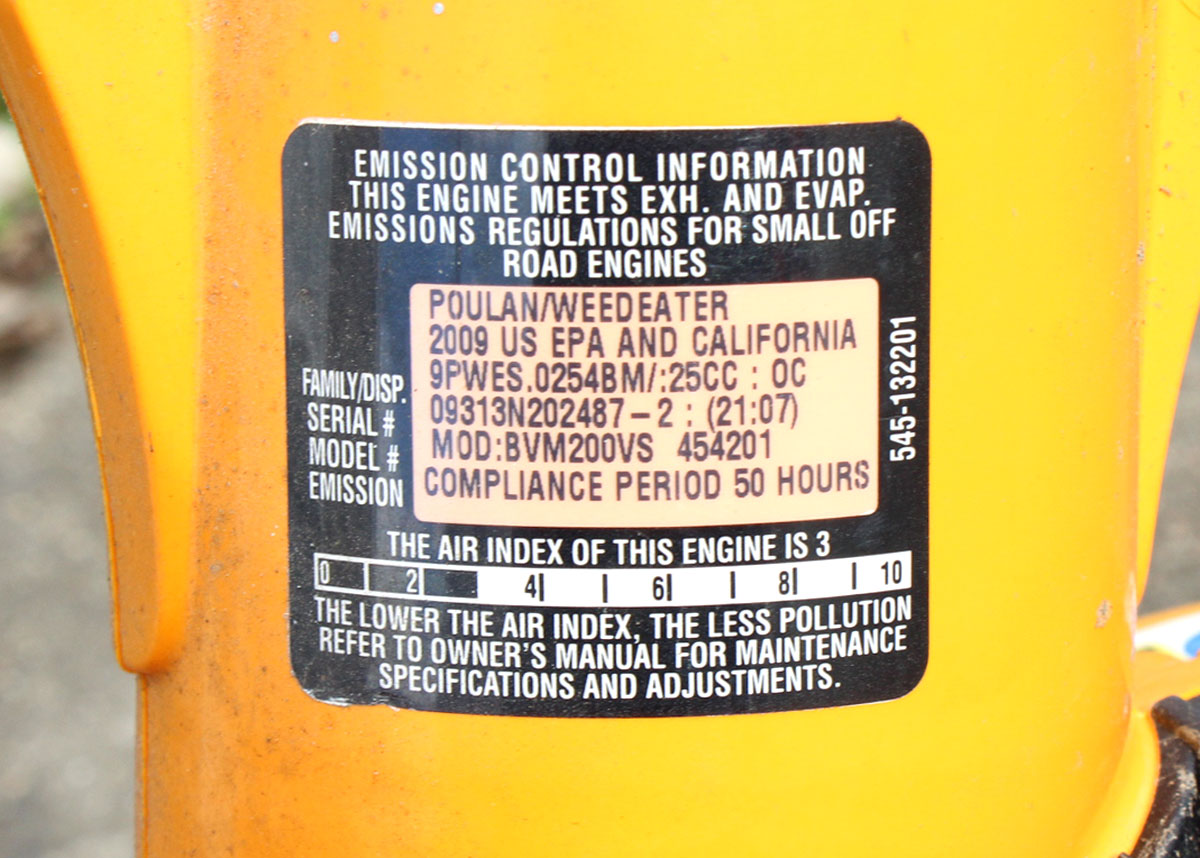 EMISSION CONTROL INFORMATION
THIS ENGINE MEETS EXH. AND EVAP.
EMISSIONS REGULATIONS FOR SMALL OFF
ROAD ENGINES
POULAN/WEEDEATER
2009 US EPA AND CALIFORNIA
FAMILY/DISP. 9PWES.0254BM/:25CC : OC
SERIAL # 09313N202487-2 : (21:07)
MODEL # MOD:BVM200VS 454201
EMISSION COMPLIANCE PERIOD 50 HOURS
545-132201
THE AIR INDEX OF THIS ENGINE IS 3
0 | 2 | 4| | 6| | 8| | 10
THE LOWER THE AIR INDEX, THE LESS POLLUTION
REFER TO OWNER'S MANUAL FOR MAINTENANCE
SPECIFICATIONS AND ADJUSTMENTS.